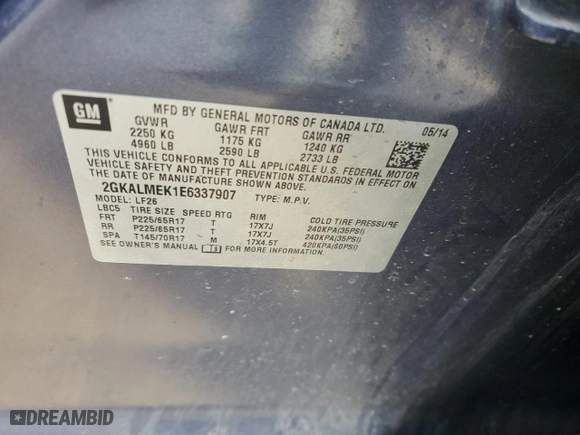 GM
MFD BY GENERAL MOTORS OF CANADA LTD. 05/14
GVWR GAWR FRT GAWR RR
2250 KG 1175 KG 1240 KG
4960 LB 2590 LB 2733 LB
THIS VEHICLE CONFORMS TO ALL APPLICABLE U.S. FEDERAL MOTOR
VEHICLE SAFETY AND THEFT PREVENTION STANDARDS IN EFFECT ON
THE DATE OF MANUFACTURE SHOWN ABOVE.
2GKALMEK1E6337907 TYPE: M.P.V.
MODEL: LF26
LBC5 TIRE SIZE SPEED RTG RIM COLD TIRE PRESSURE
FRT P225/65R17 T 17X7J 240KPA(35PSI)
RR P225/65R17 T 17X7J 240KPA(35PSI)
SPA T145/70R17 M 17X4.5T 420KPA(60PSI)
SEE OWNER'S MANUAL FOR MORE INFORMATION.
DREAMBID